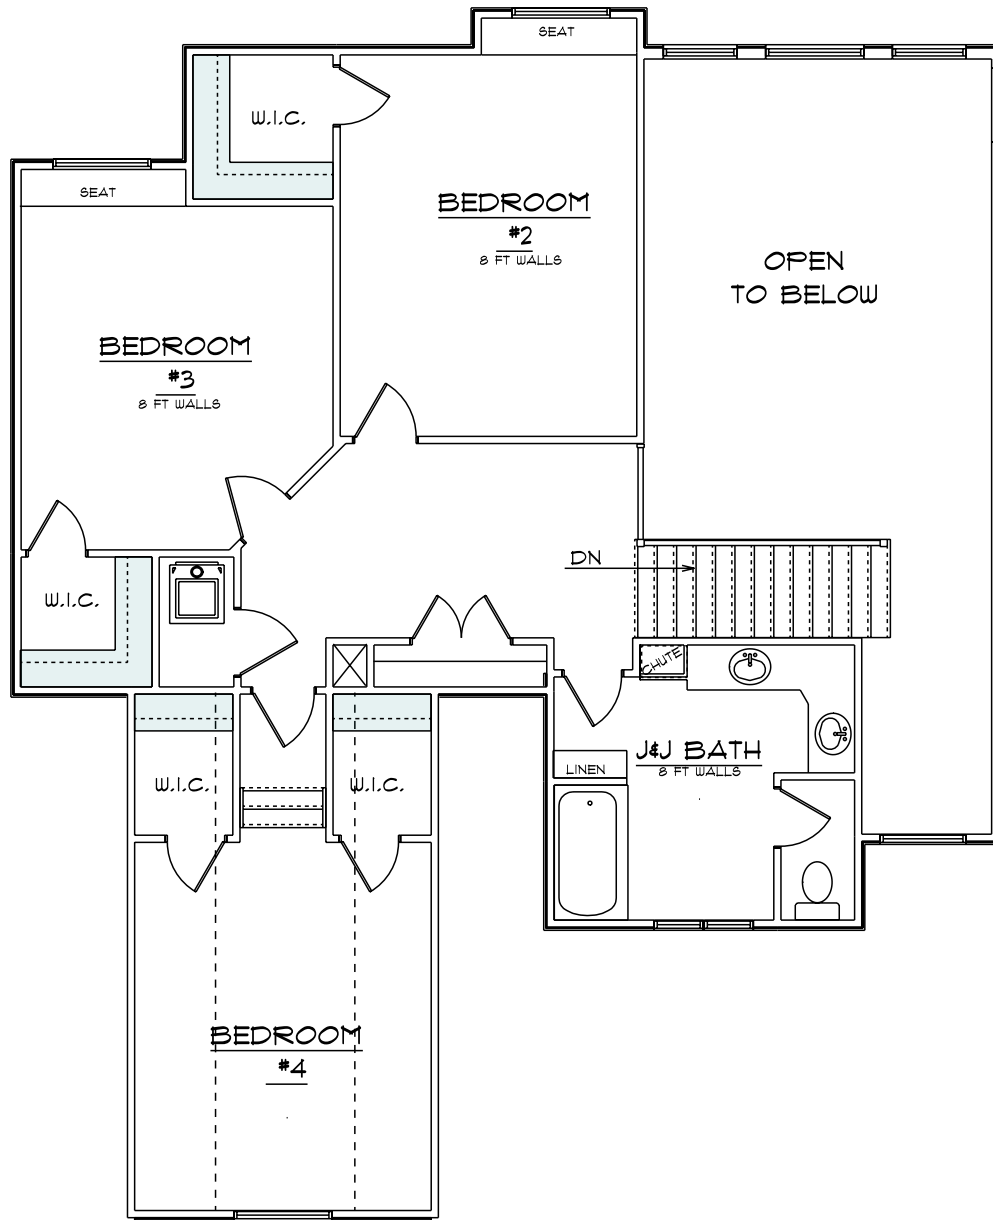 SEAT
W.I.C.
SEAT
BEDROOM
#2
8 FT WALLS
OPEN
TO BELOW
BEDROOM
#3
8 FT WALLS
DN
W.I.C.
CHUTE
J&J BATH
8 FT WALLS
LINEN
W.I.C.
W.I.C.
BEDROOM
#4